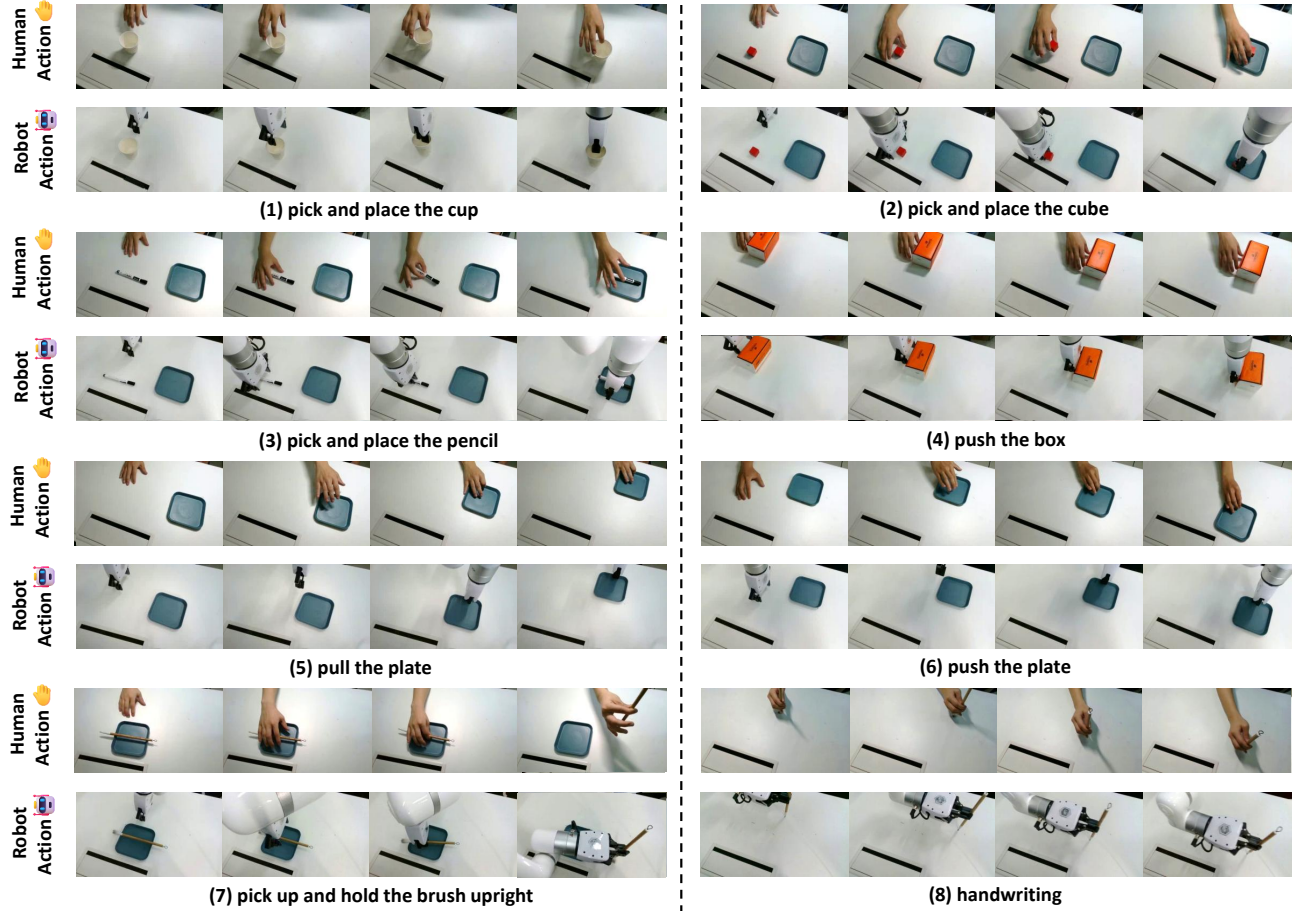 Human
Action
Robot
Action
(1) pick and place the cup
(2) pick and place the cube
Human
Action
Robot
Action
(3) pick and place the pencil
(4) push the box
Human
Action
Robot
Action
(5) pull the plate
(6) push the plate
Human
Action
Robot
Action
(7) pick up and hold the brush upright
(8) handwriting